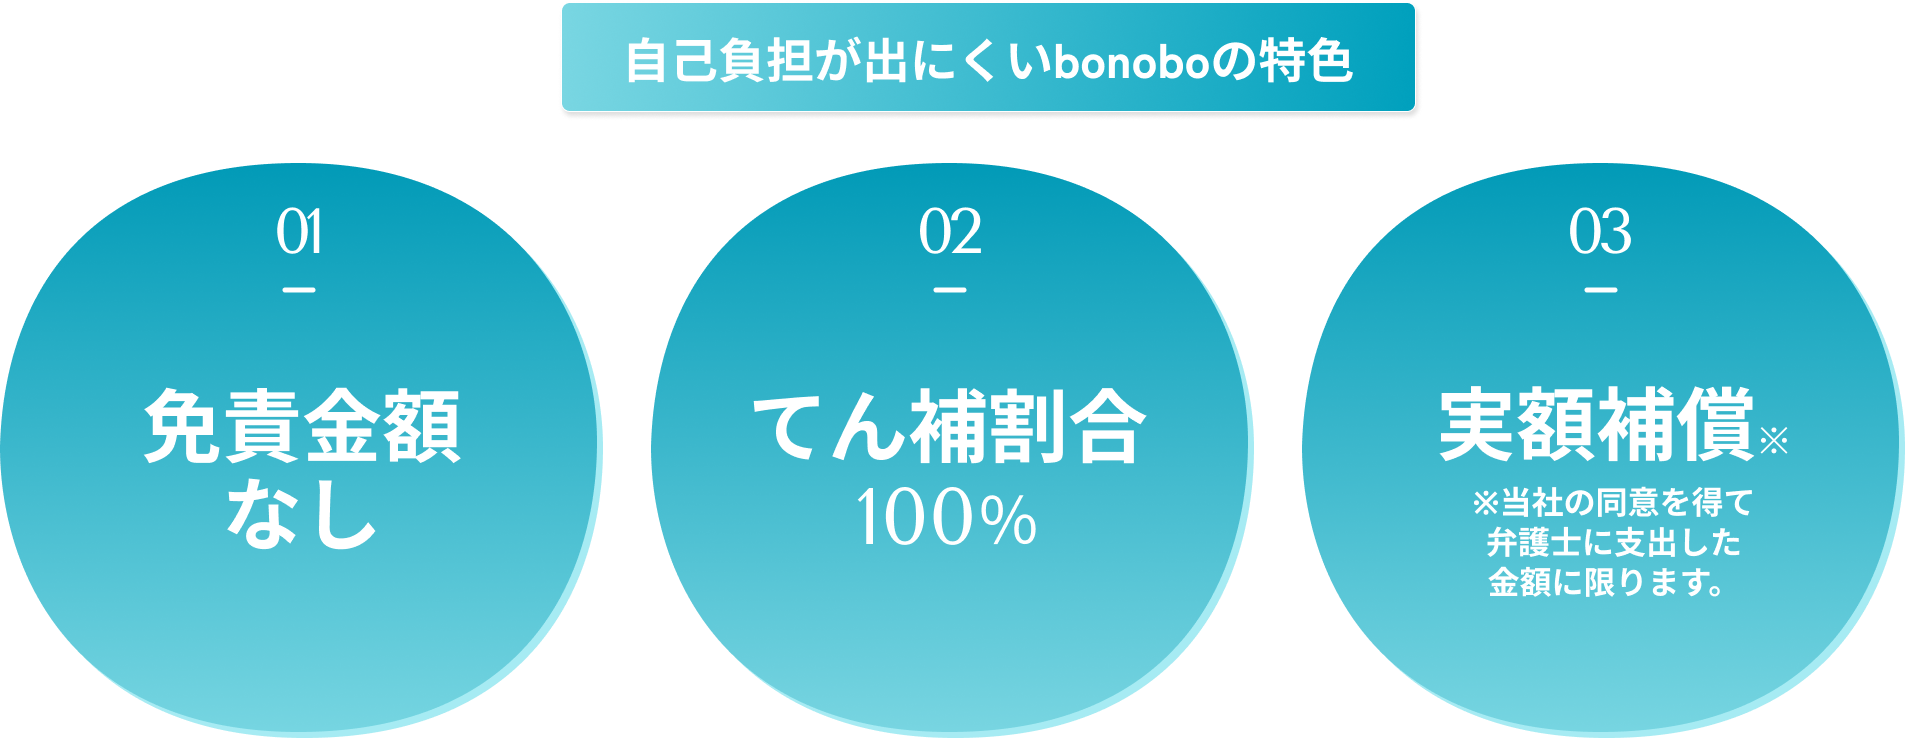 自己負担が出にくいbonoboの特色
01
免責金額
なし
02
てん補割合
100%
03
実額補償※
※当社の同意を得て
弁護士に支出した
金額に限ります。